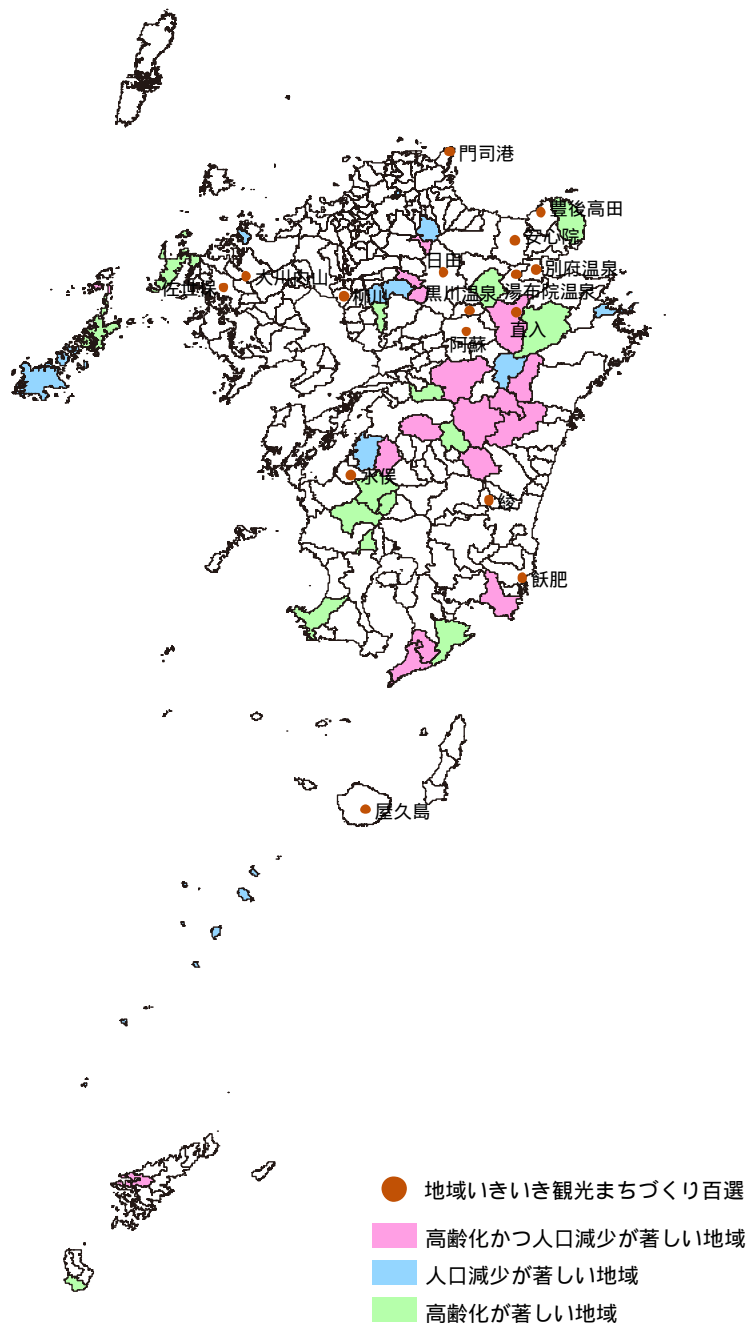 門司港
豊後高田
安心院
日田
別府温泉
大川内山
佐世保
柳川
黒川温泉
湯布院温泉
直入
阿蘇
水俣
綾
飫肥
屋久島
地域いきいき観光まちづくり百選
高齢化かつ人口減少が著しい地域
人口減少が著しい地域
高齢化が著しい地域